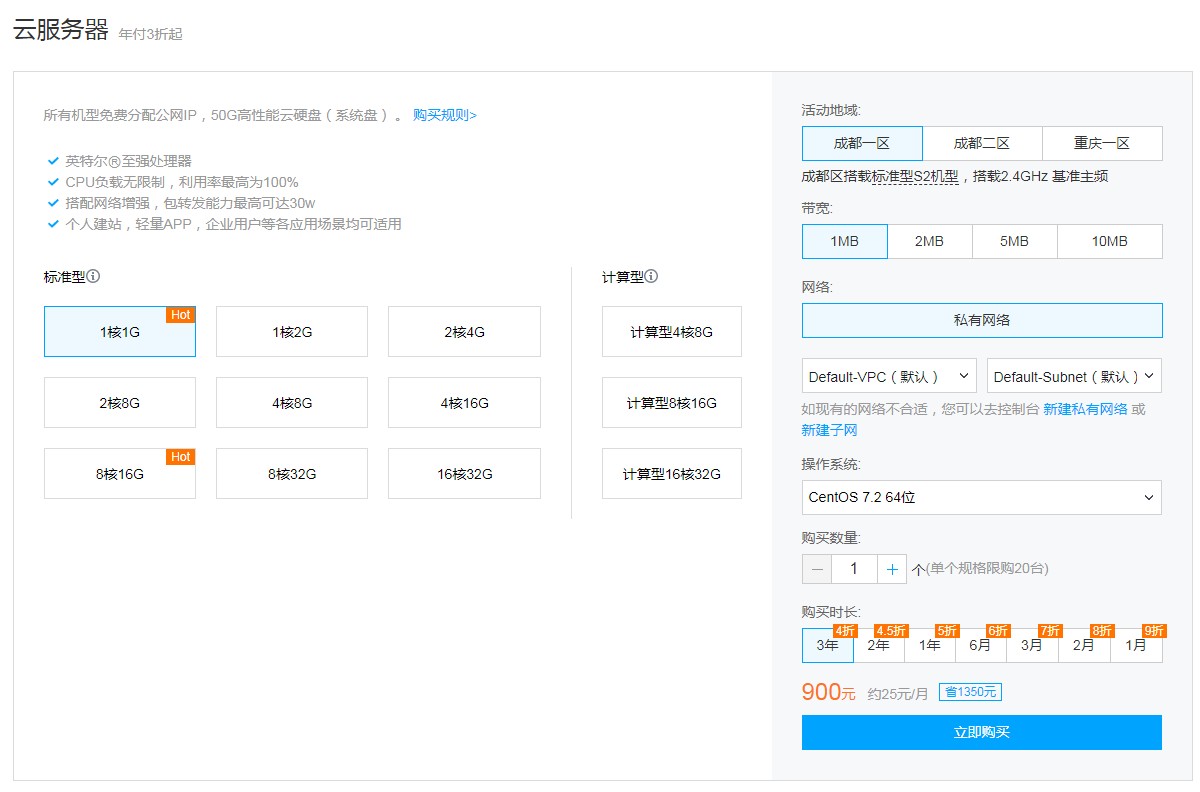 云服务器 年付3折起
所有机型免费分配公网IP，50G高性能云硬盘（系统盘）。 购买规则>
英特尔®至强处理器
CPU负载无限制，利用率最高为100%
搭配网络增强，包转发能力最高可达30w
个人建站，轻量APP，企业用户等各应用场景均可适用
标准型
1核1G Hot
1核2G
2核4G
2核8G
4核8G
4核16G
8核16G Hot
8核32G
16核32G
计算型
计算型4核8G
计算型8核16G
计算型16核32G
活动地域:
成都一区 成都二区 重庆一区
成都区搭载标准型S2机型，搭载2.4GHz 基准主频
带宽:
1MB 2MB 5MB 10MB
网络:
私有网络
Default-VPC（默认） Default-Subnet（默认）
如现有的网络不合适，您可以去控制台 新建私有网络 或
新建子网
操作系统:
CentOS 7.2 64位
购买数量:
— 1 + 个(单个规格限购20台)
购买时长:
4折 4.5折 5折 6折 7折 8折 9折
3年 2年 1年 6月 3月 2月 1月
900元 约25元/月 省1350元
立即购买